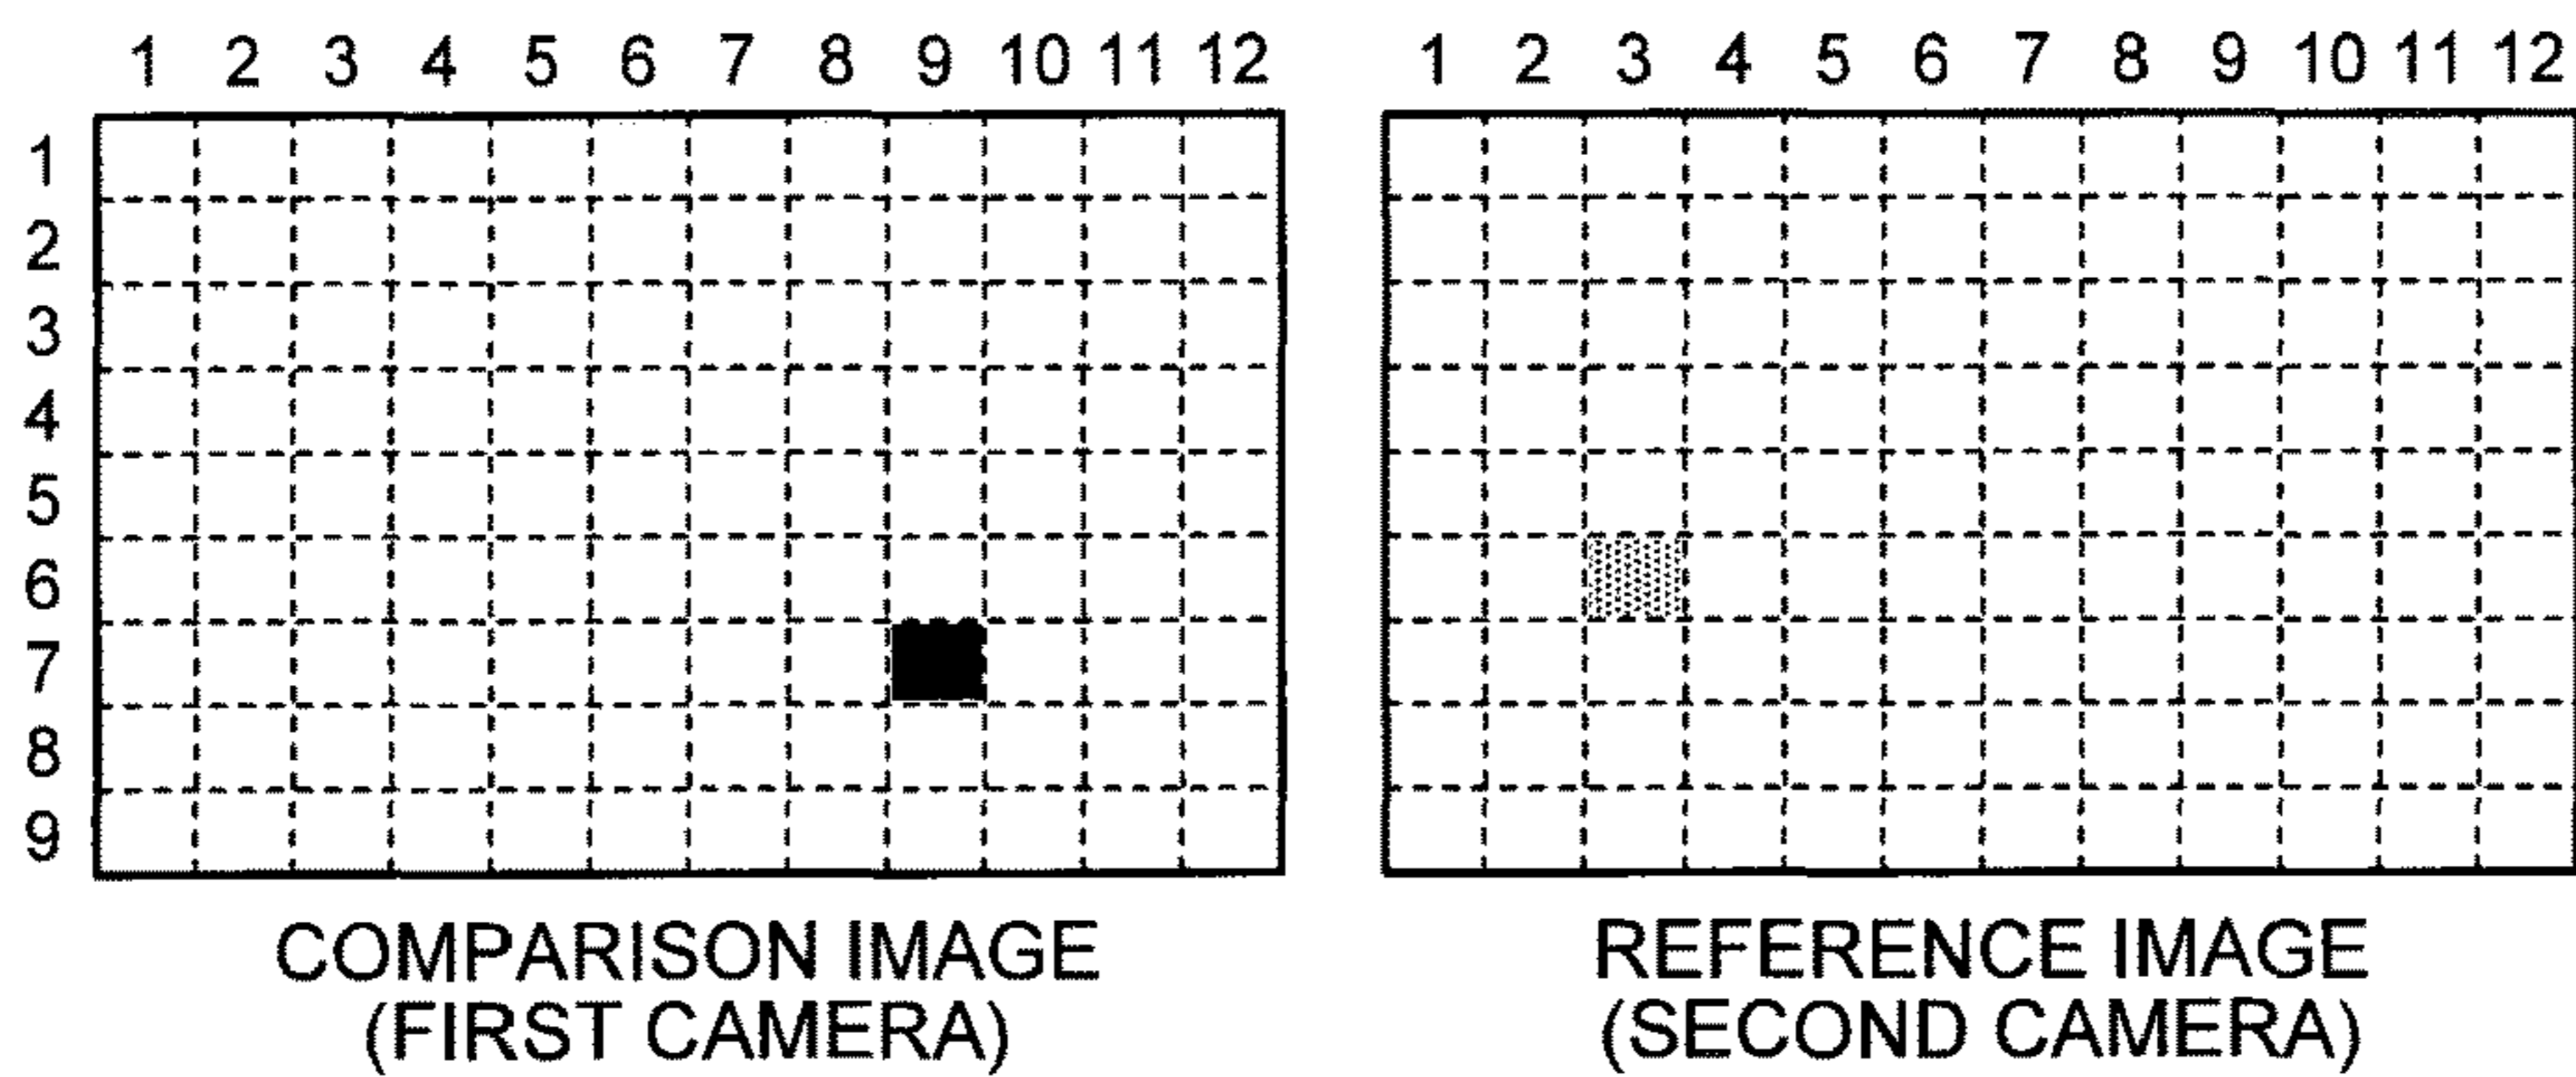 1 2 3 4 5 6 7 8 9 10 11 12
1 2 3 4 5 6 7 8 9 10 11 12
1
2
3
4
5
6
7
8
9
COMPARISON IMAGE
(FIRST CAMERA)
REFERENCE IMAGE
(SECOND CAMERA)